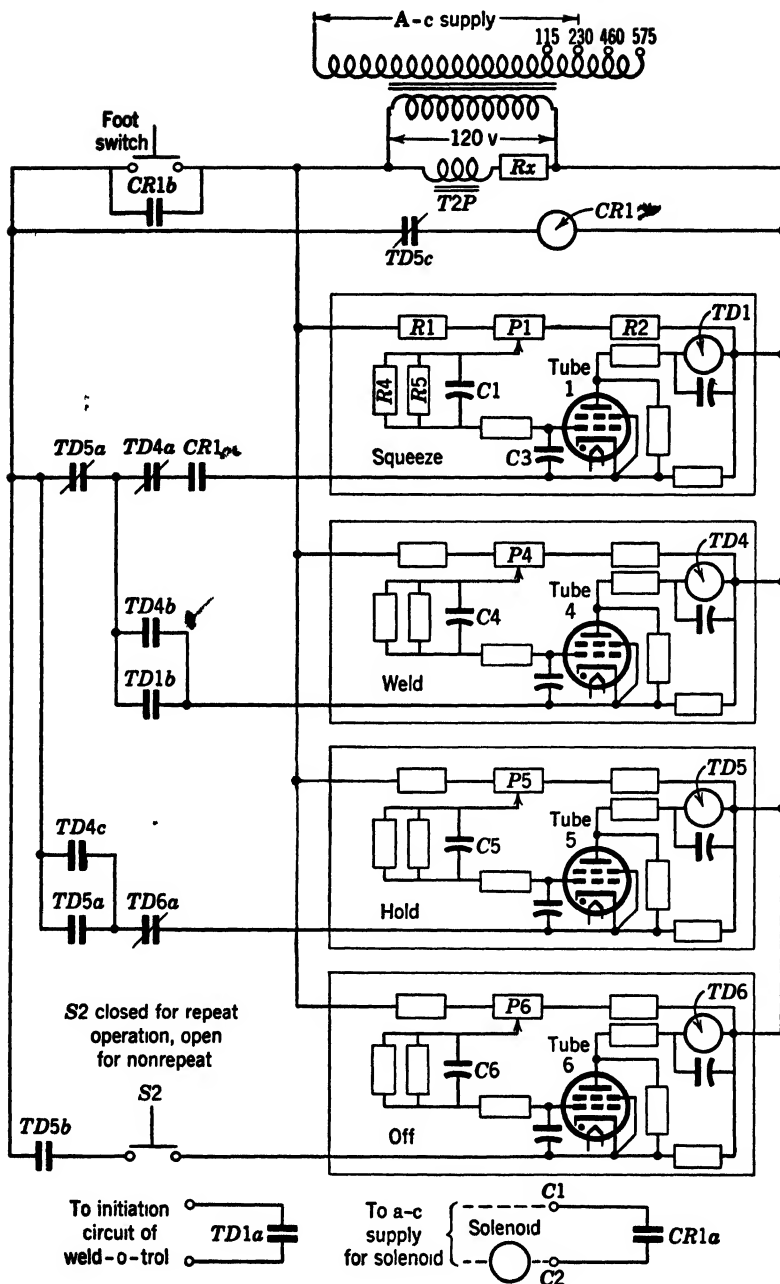 A-c supply
115 230 460 575
120 v
Foot switch
CR1b
Rx
T2P
TD5c
CR1
R1
P1
R2
TD1
R4
R5
C1
Tube 1
C3
Squeeze
TD5a
TD4a
CR1
P4
TD4
Tube 4
C4
Weld
TD4b
TD1b
P5
TD5
Tube 5
C5
Hold
TD4c
TD5a
TD6a
P6
TD6
Tube 6
C6
Off
S2 closed for repeat
operation, open
for nonrepeat
S2
TD5b
To initiation
circuit of
weld-o-trol
TD1a
To a-c
supply
for solenoid
Solenoid
C1
C2
CR1a